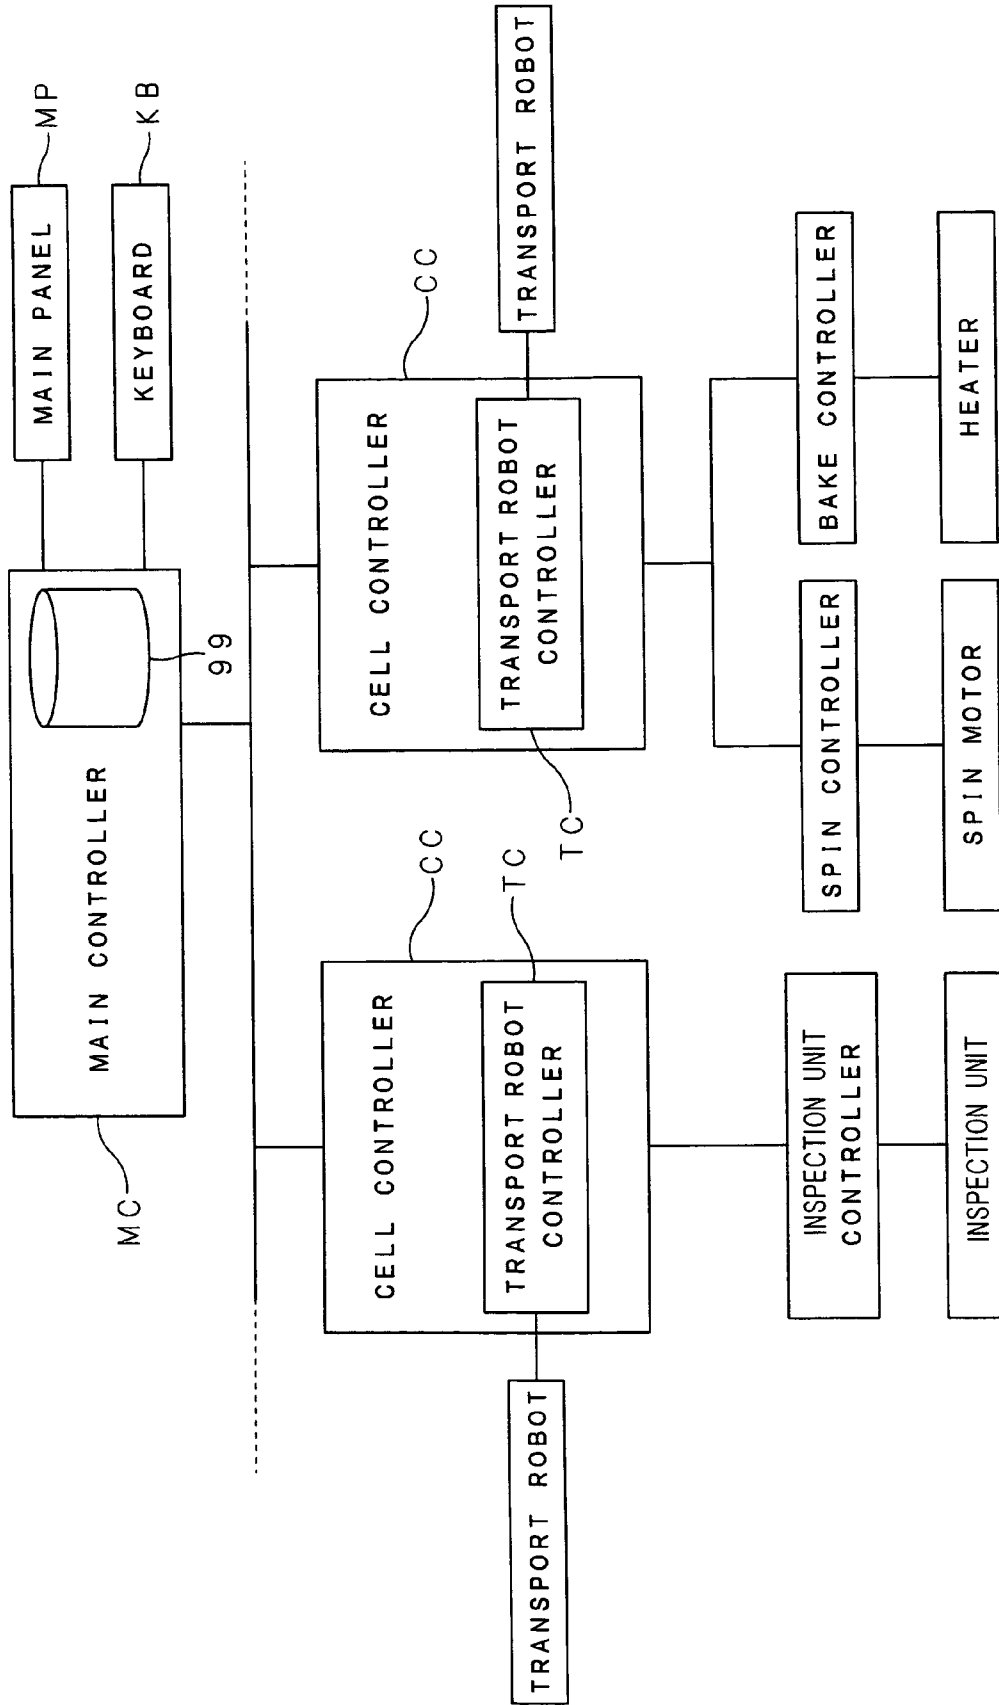 MAIN PANEL
MP
KEYBOARD
KB
MAIN CONTROLLER
99
MC
CELL CONTROLLER
CC
TRANSPORT ROBOT
CONTROLLER
TC
TRANSPORT ROBOT
CELL CONTROLLER
CC
TRANSPORT ROBOT
CONTROLLER
TC
TRANSPORT ROBOT
INSPECTION UNIT
CONTROLLER
SPIN CONTROLLER
BAKE CONTROLLER
INSPECTION UNIT
SPIN MOTOR
HEATER